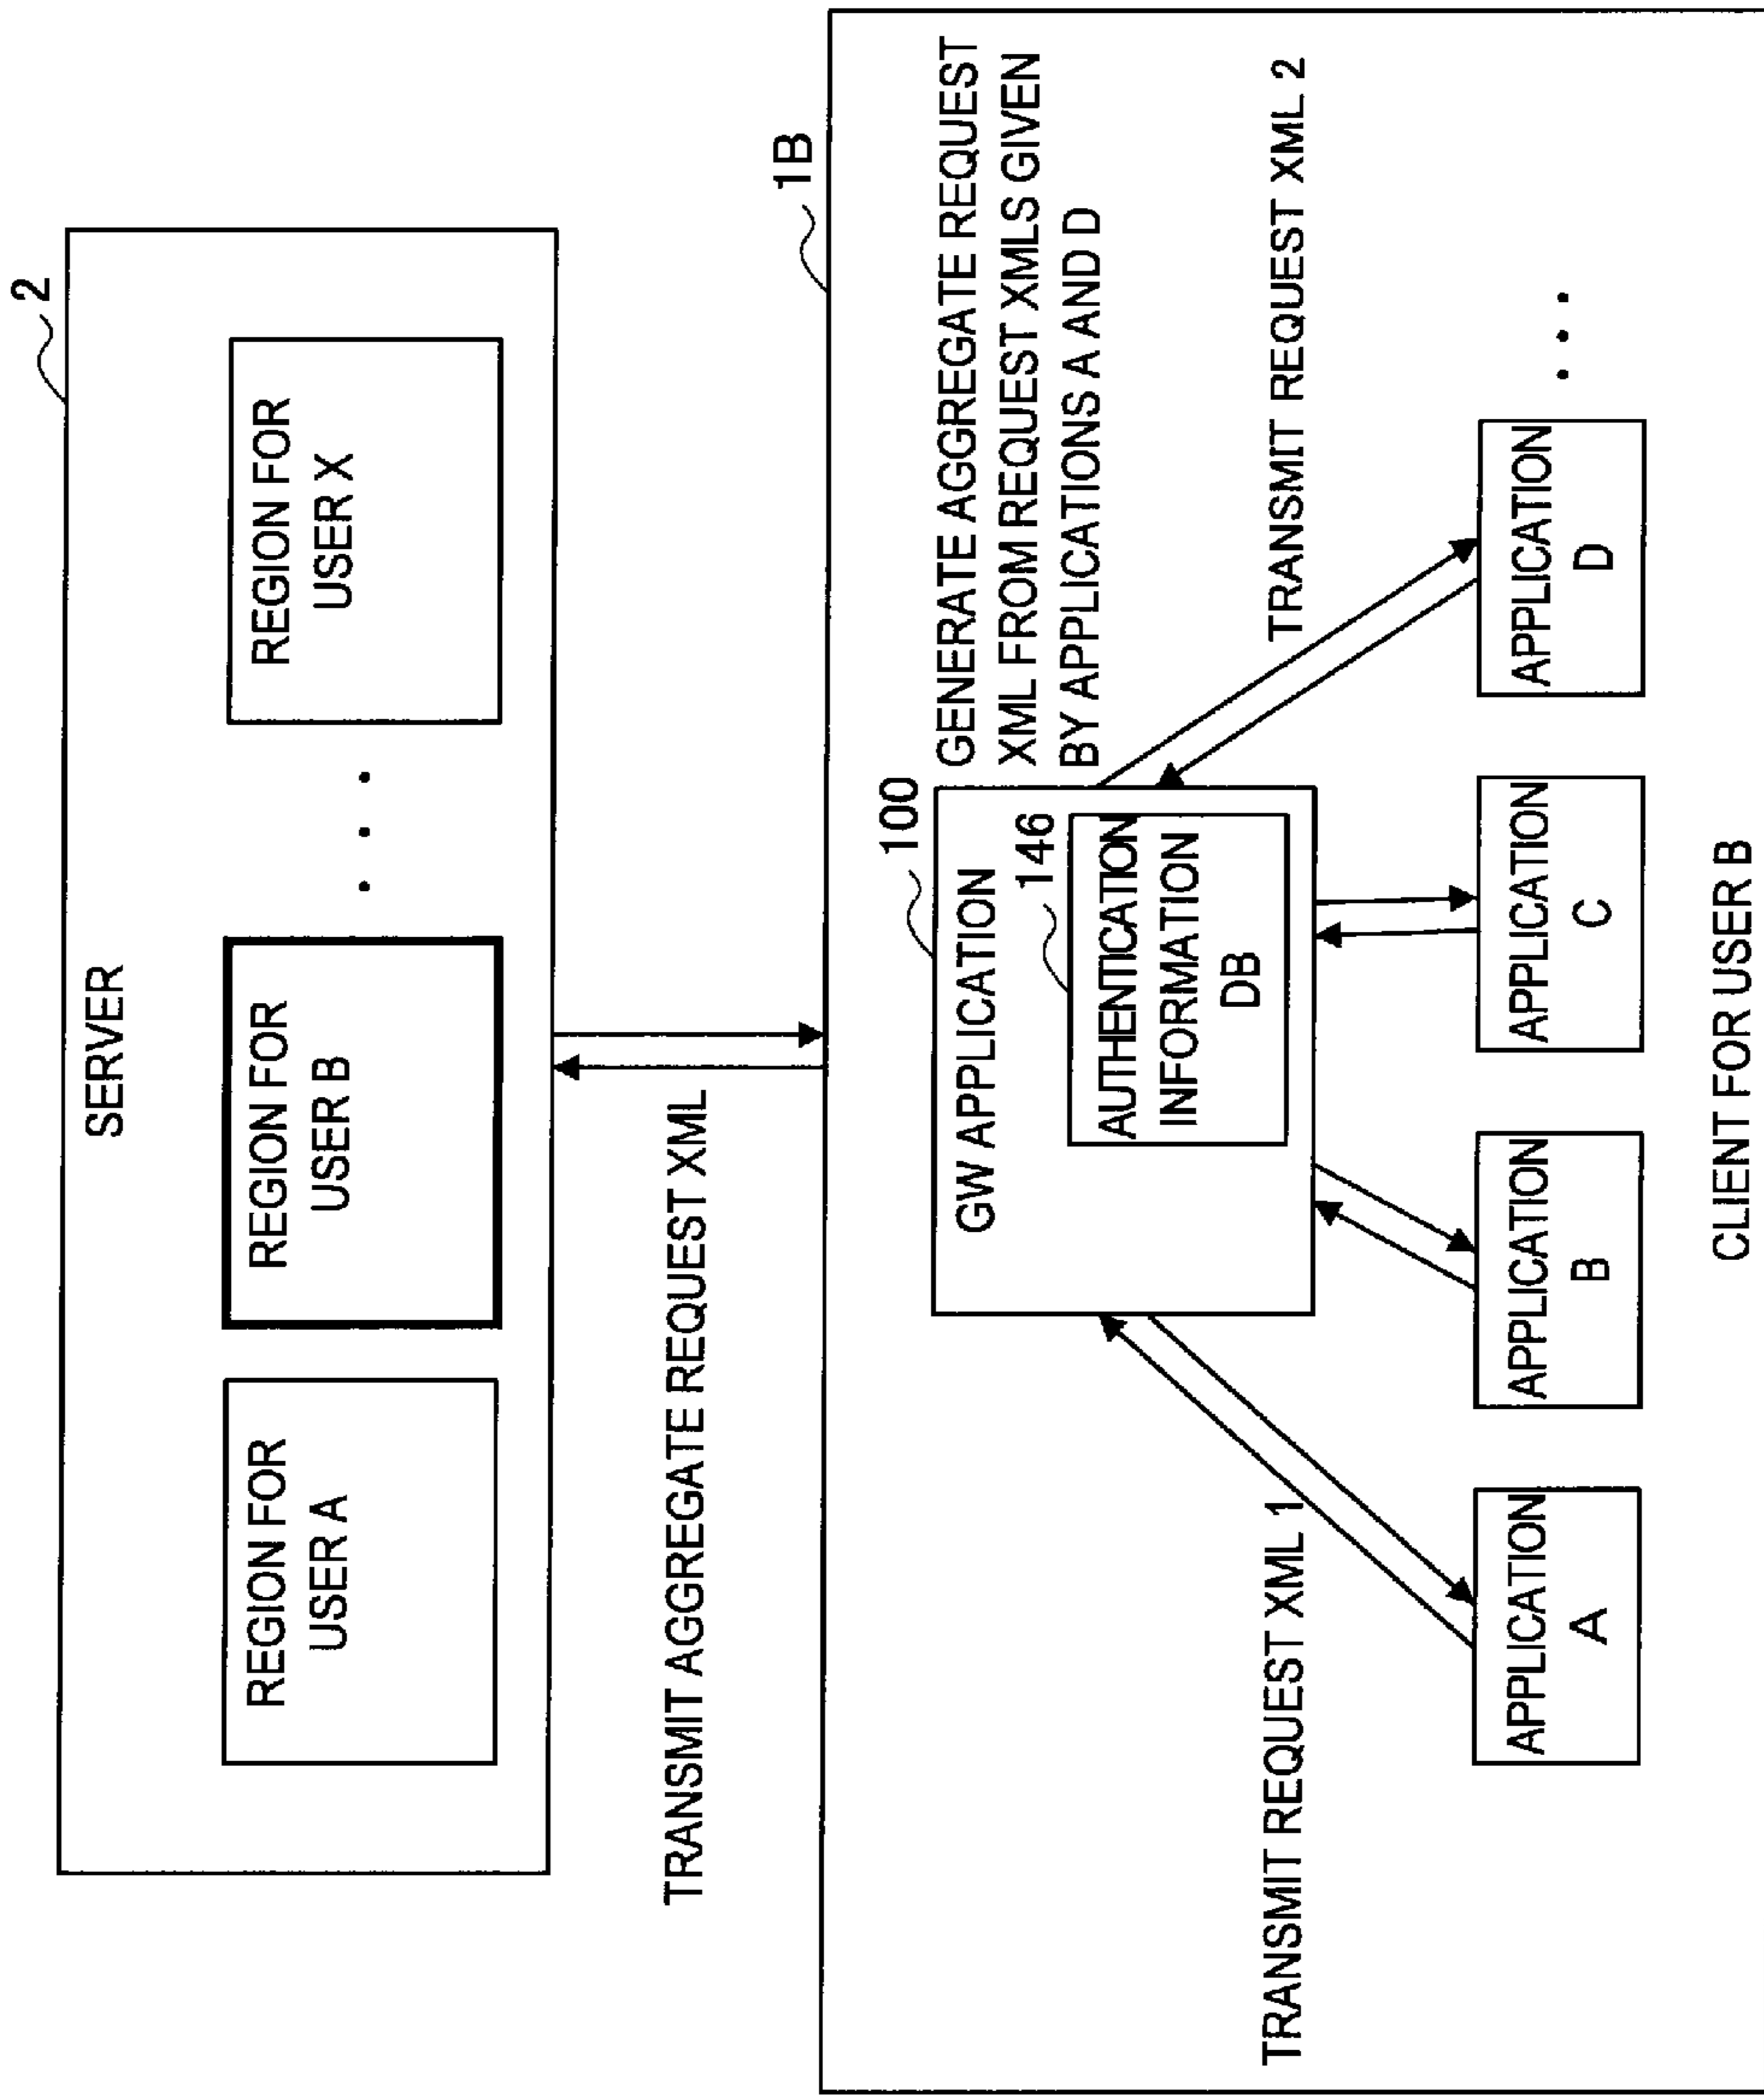 2
SERVER
REGION FOR
USER A
REGION FOR
USER B
. . .
REGION FOR
USER X
TRANSMIT AGGREGATE REQUEST XML
1B
100
GW APPLICATION
146
AUTHENTICATION
INFORMATION
DB
GENERATE AGGREGATE REQUEST
XML FROM REQUEST XMLS GIVEN
BY APPLICATIONS A AND D
TRANSMIT REQUEST XML 1
TRANSMIT REQUEST XML 2
APPLICATION
A
APPLICATION
B
APPLICATION
C
APPLICATION
D
. . .
CLIENT FOR USER B